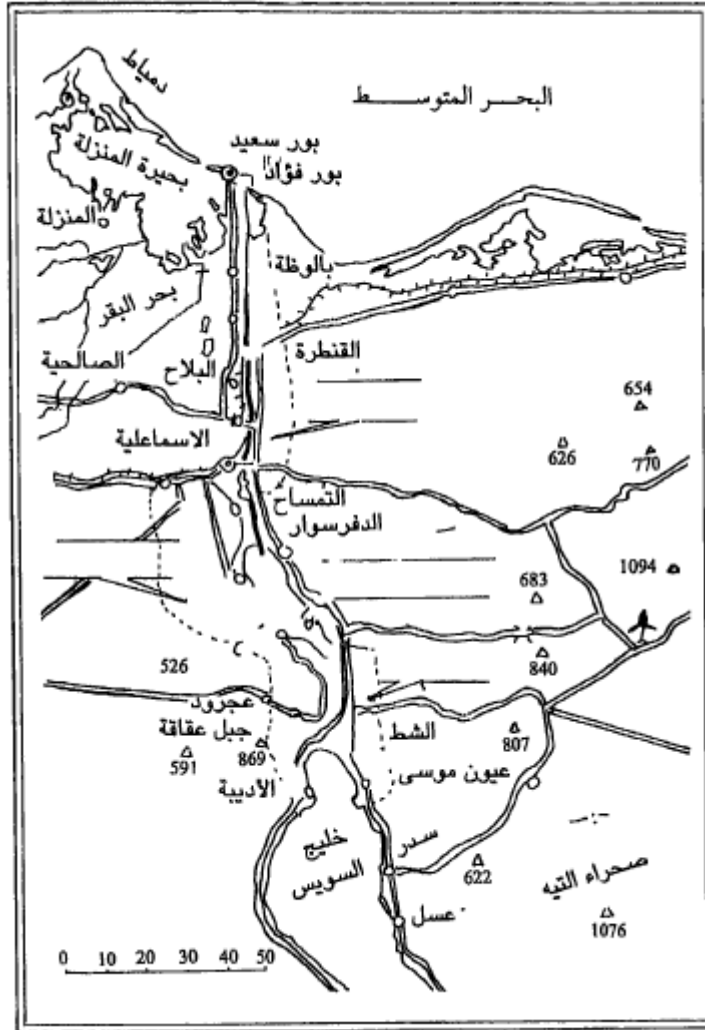 دمياط
البحر المتوسط
بور سعيد
بحيرة المنزلة
بور فؤاد
المنزلة
بالوظة
بحر البقر
القنطرة
الصالحية
البلاح
654
الاسماعلية
626
770
التمساح
الدفرسوار
683
1094
526
840
عجرود
الشط
807
جبل عقاقة
591
869
عيون موسى
الأديبة
خليج
السويس
سدر
622
صحراء التيه
عسل
1076
0 10 20 30 40 50